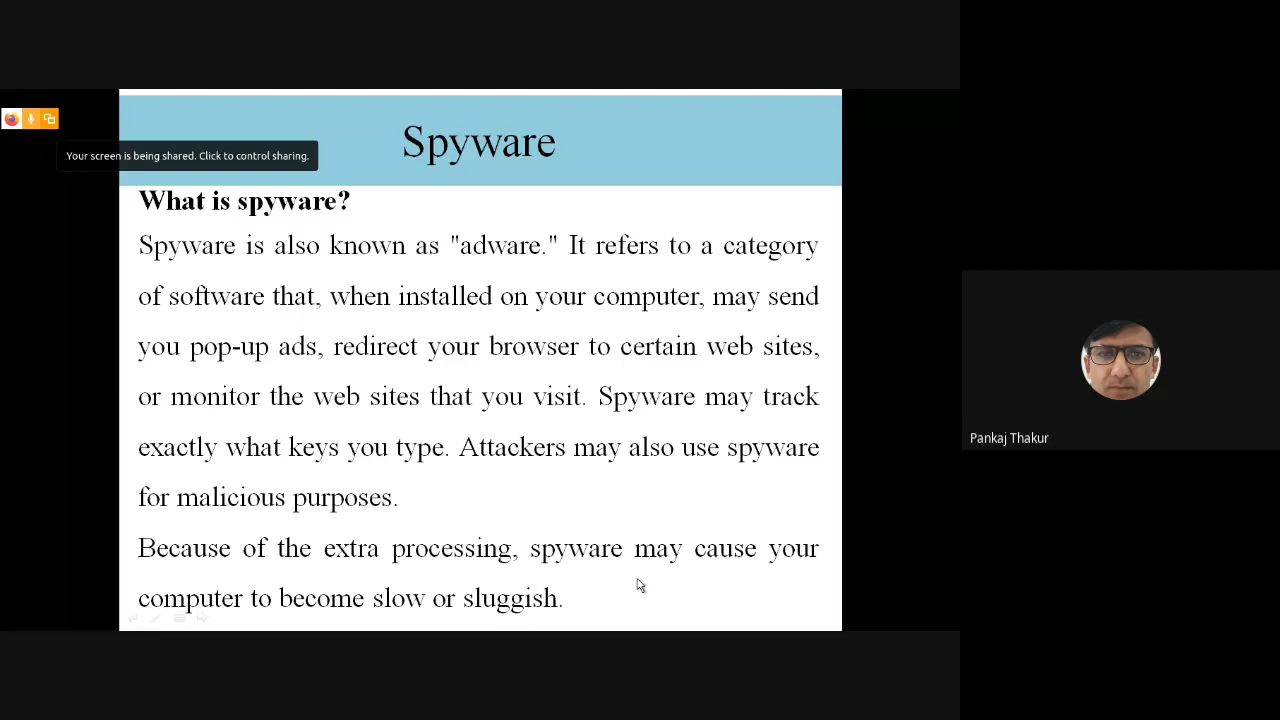 Spyware
Your screen is being shared. Click to control sharing.
What is spyware?
Spyware is also known as "adware." It refers to a category
of software that, when installed on your computer, may send
you pop-up ads, redirect your browser to certain web sites,
or monitor the web sites that you visit. Spyware may track
exactly what keys you type. Attackers may also use spyware
for malicious purposes.
Because of the extra processing, spyware may cause your
computer to become slow or sluggish.
Pankaj Thakur